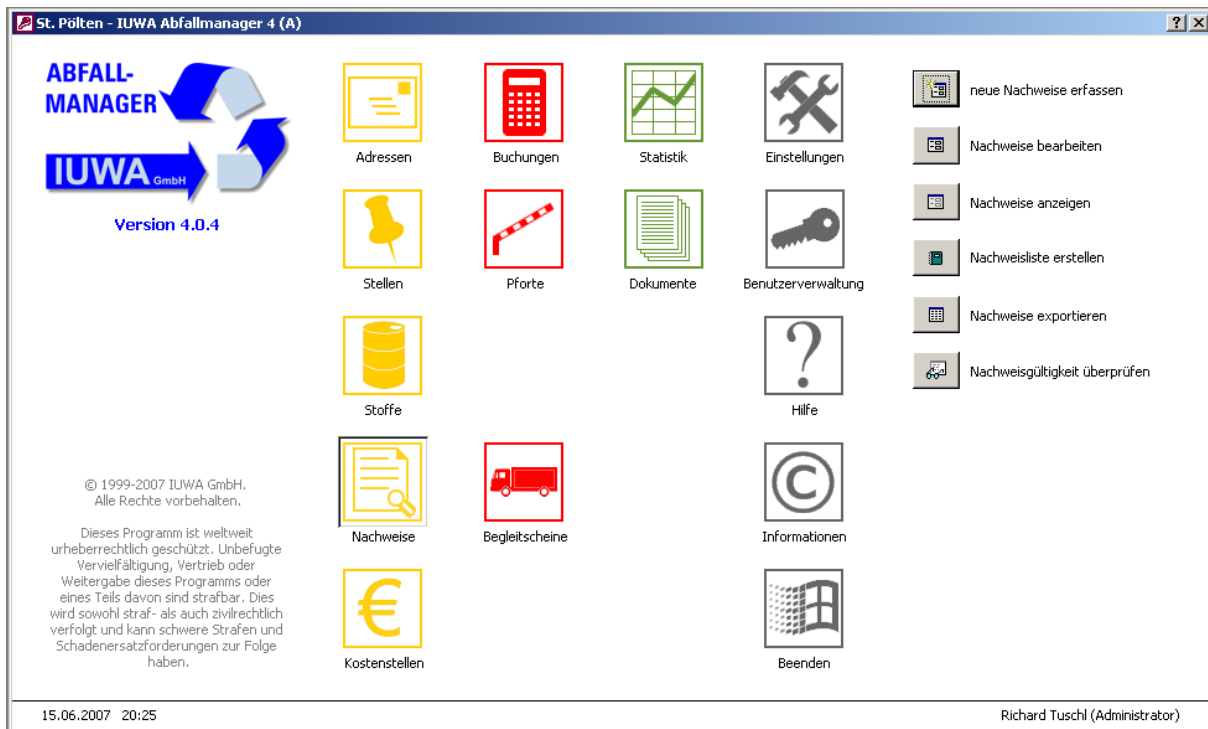 St. Pölten - IUWA Abfallmanager 4 (A)
ABFALL-
MANAGER
IUWA GmbH
Version 4.0.4
Adressen
Buchungen
Statistik
Einstellungen
Stellen
Pforte
Dokumente
Benutzerverwaltung
Stoffe
Hilfe
Nachweise
Begleitscheine
Informationen
Kostenstellen
Beenden
neue Nachweise erfassen
Nachweise bearbeiten
Nachweise anzeigen
Nachweisliste erstellen
Nachweise exportieren
Nachweisgültigkeit überprüfen
© 1999-2007 IUWA GmbH.
Alle Rechte vorbehalten.
Dieses Programm ist weltweit
urheberrechtlich geschützt. Unbefugte
Vervielfältigung, Vertrieb oder
Weitergabe dieses Programms oder
eines Teils davon sind strafbar. Dies
wird sowohl straf- als auch zivilrechtlich
verfolgt und kann schwere Strafen und
Schadenersatzforderungen zur Folge
haben.
15.06.2007 20:25
Richard Tuschl (Administrator)